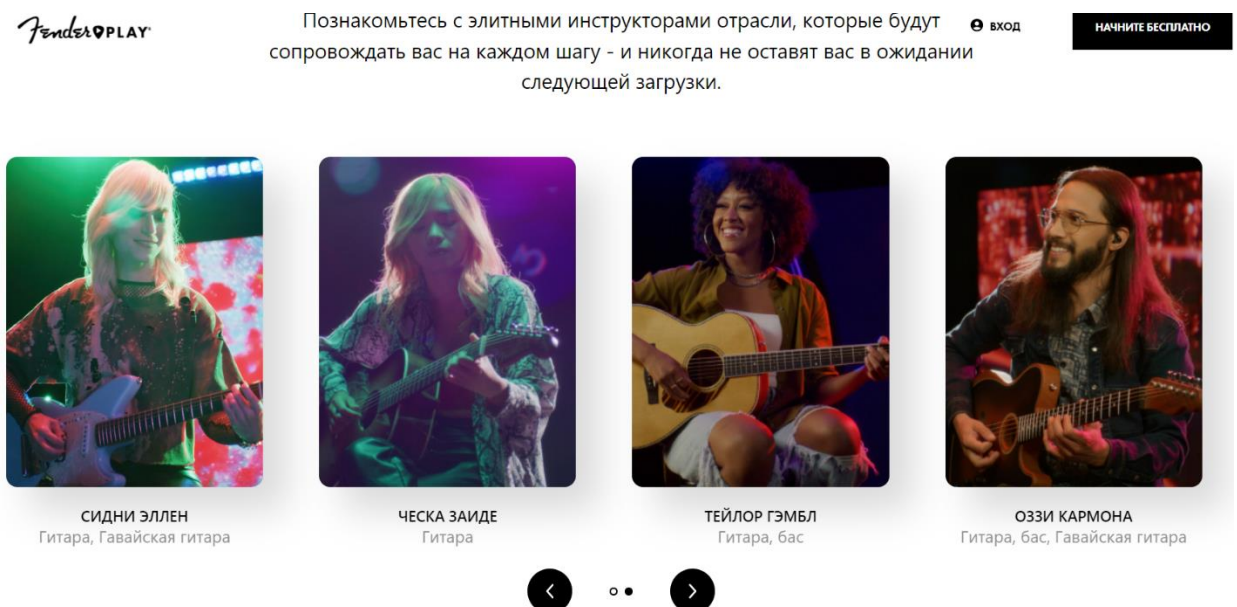 Fender PLAY
Познакомьтесь с элитными инструкторами отрасли, которые будут
сопровождать вас на каждом шагу - и никогда не оставят вас в ожидании
следующей загрузки.
ВХОД
НАЧНИТЕ БЕСПЛАТНО
СИДНИ ЭЛЛЕН
Гитара, Гавайская гитара
ЧЕСКА ЗАИДЕ
Гитара
ТЕЙЛОР ГЭМБЛ
Гитара, бас
ОЗЗИ КАРМОНА
Гитара, бас, Гавайская гитара